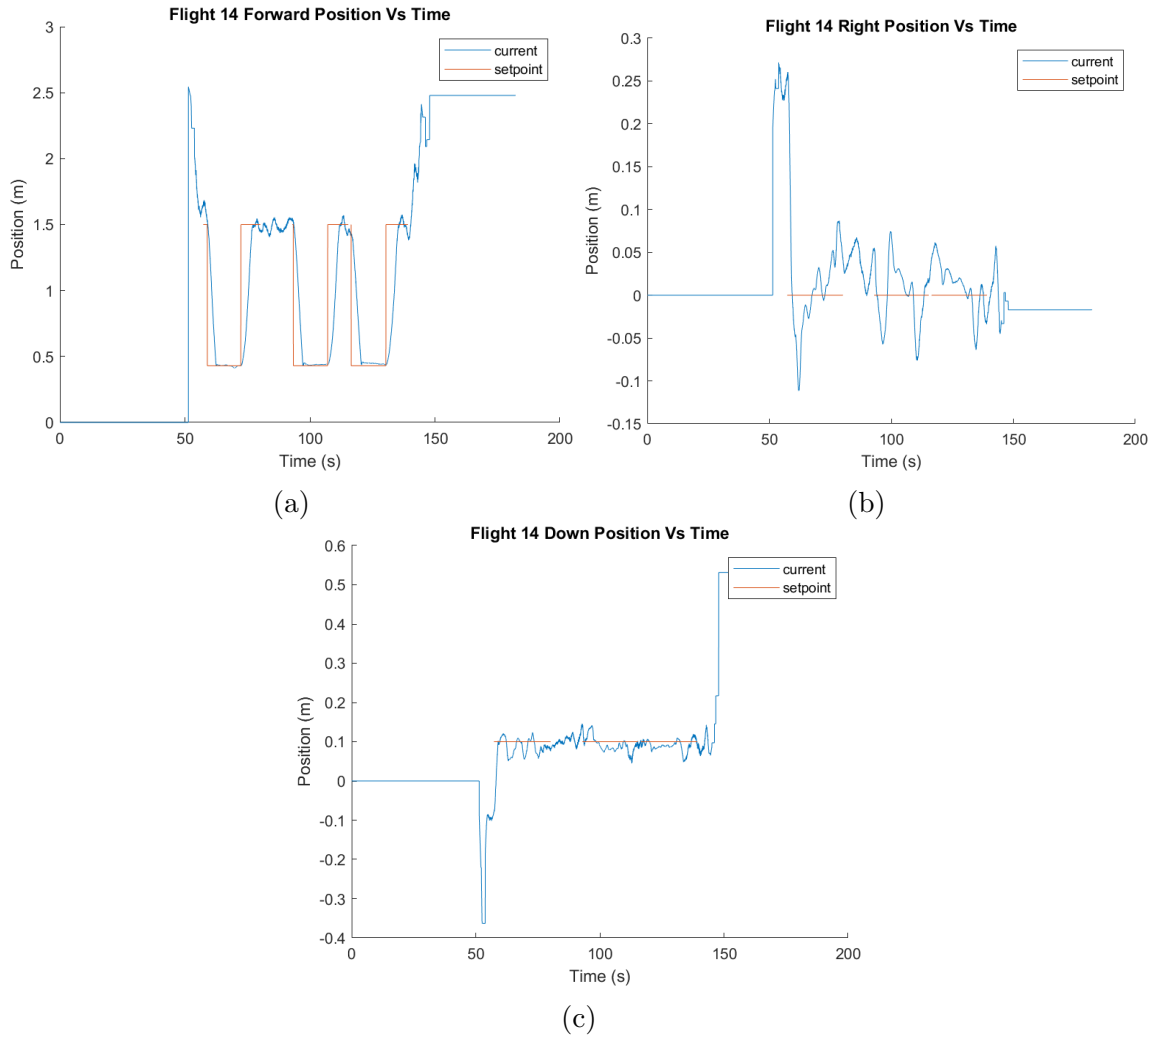 Flight 14 Forward Position Vs Time
current
setpoint
3
2.5
2
1.5
1
0.5
0
0 50 100 150 200
Position (m)
Time (s)
(a)
Flight 14 Right Position Vs Time
current
setpoint
0.3
0.25
0.2
0.15
0.1
0.05
0
-0.05
-0.1
-0.15
0 50 100 150 200
Position (m)
Time (s)
(b)
Flight 14 Down Position Vs Time
current
setpoint
0.6
0.5
0.4
0.3
0.2
0.1
0
-0.1
-0.2
-0.3
-0.4
0 50 100 150 200
Position (m)
Time (s)
(c)